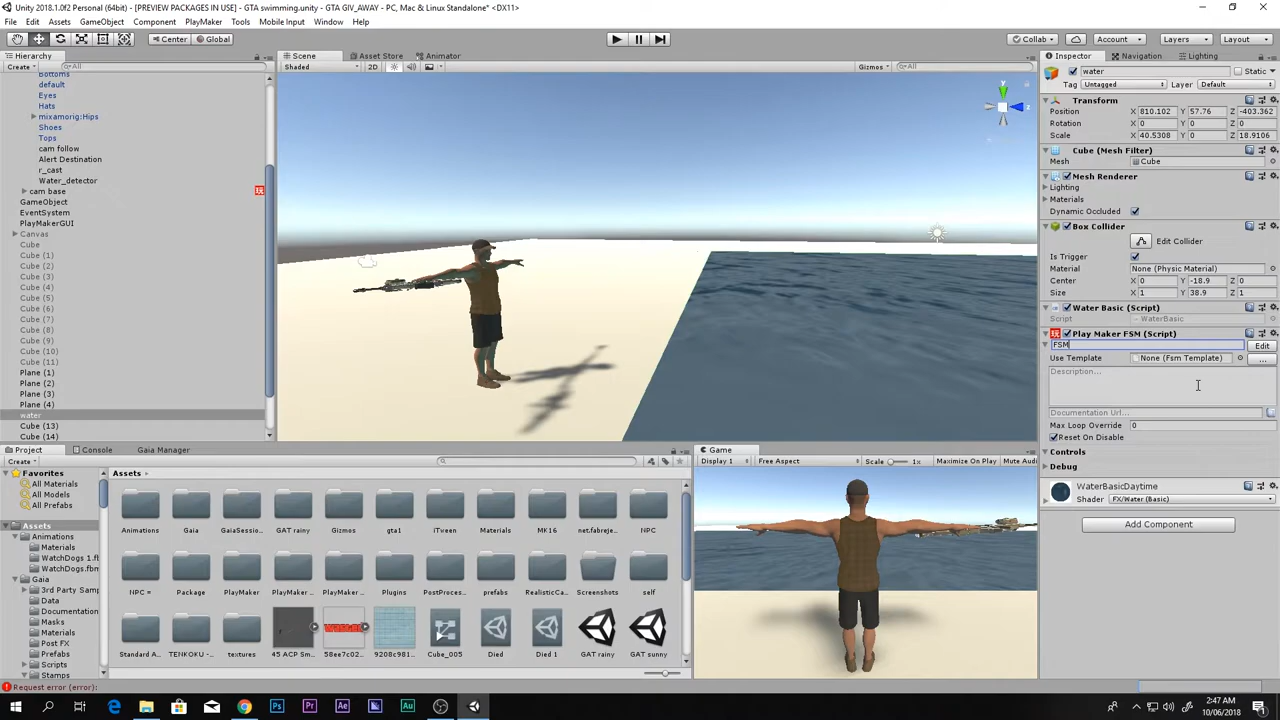 Unity 2018.1.0f2 Personal (64bit) - [PREVIEW PACKAGES IN USE] - GTA swimming.unity - GTA GIV_AWAY - PC, Mac & Linux Standalone* <DX11>
File Edit Assets GameObject Component PlayMaker Tools Mobile Input Window Help
Center Global Collab Account Layers Layout
Hierarchy
Create All
Bottoms
default
Eyes
Hats
mixamorig:Hips
Shoes
Tops
cam follow
Alert Destination
r_cast
Water_detector
cam base
GameObject
EventSystem
PlayMakerGUI
Canvas
Cube
Cube (1)
Cube (2)
Cube (3)
Cube (4)
Cube (5)
Cube (6)
Cube (7)
Cube (8)
Cube (9)
Cube (10)
Cube (11)
Plane (1)
Plane (2)
Plane (3)
Plane (4)
water
Cube (13)
Cube (14)
Scene Asset Store Animator
Shaded 2D Gizmos All
y
z
Inspector Navigation Lighting
water Static
Tag Untagged Layer Default
Transform
Position X 810.102 Y 57.76 Z -403.362
Rotation X 0 Y 0 Z 0
Scale X 40.5308 Y 1 Z 18.9106
Cube (Mesh Filter)
Mesh Cube
Mesh Renderer
Lighting
Materials
Dynamic Occluded
Box Collider
Edit Collider
Is Trigger
Material None (Physic Material)
Center X 0 Y -18.9 Z 0
Size X 1 Y 38.9 Z 1
Water Basic (Script)
Script WaterBasic
玩 Play Maker FSM (Script)
FSM Edit
Use Template None (Fsm Template) ...
Description...
Documentation Url...
Max Loop Override 0
Reset On Disable
Controls
Debug
WaterBasicDaytime
Shader FX/Water (Basic)
Add Component
Project Console Gaia Manager
Create
Favorites
All Materials
All Models
All Prefabs
Assets
Animations
Materials
WatchDogs 1.fb
WatchDogs.fbm
Gaia
3rd Party Samp
Data
Documentation
Masks
Materials
Post FX
Prefabs
Scripts
Stamps
Assets
Animations Gaia GaiaSession... GAT rainy Gizmos gta1 iTween Materials MK16 net.fabrejea... NPC
NPC = Package PlayMaker PlayMaker ... PlayMaker ... Plugins PostProcess... prefabs RealisticCa... Screenshots self
Standard A... TENKOKU -... textures 45 ACP Sm... 58ee7c02... 9208c981... Cube_005 Died Died 1 GAT rainy GAT sunny
Game
Display 1 Free Aspect Scale 1x Maximize On Play Mute Audi
Request error (error):
2:47 AM
10/06/2018